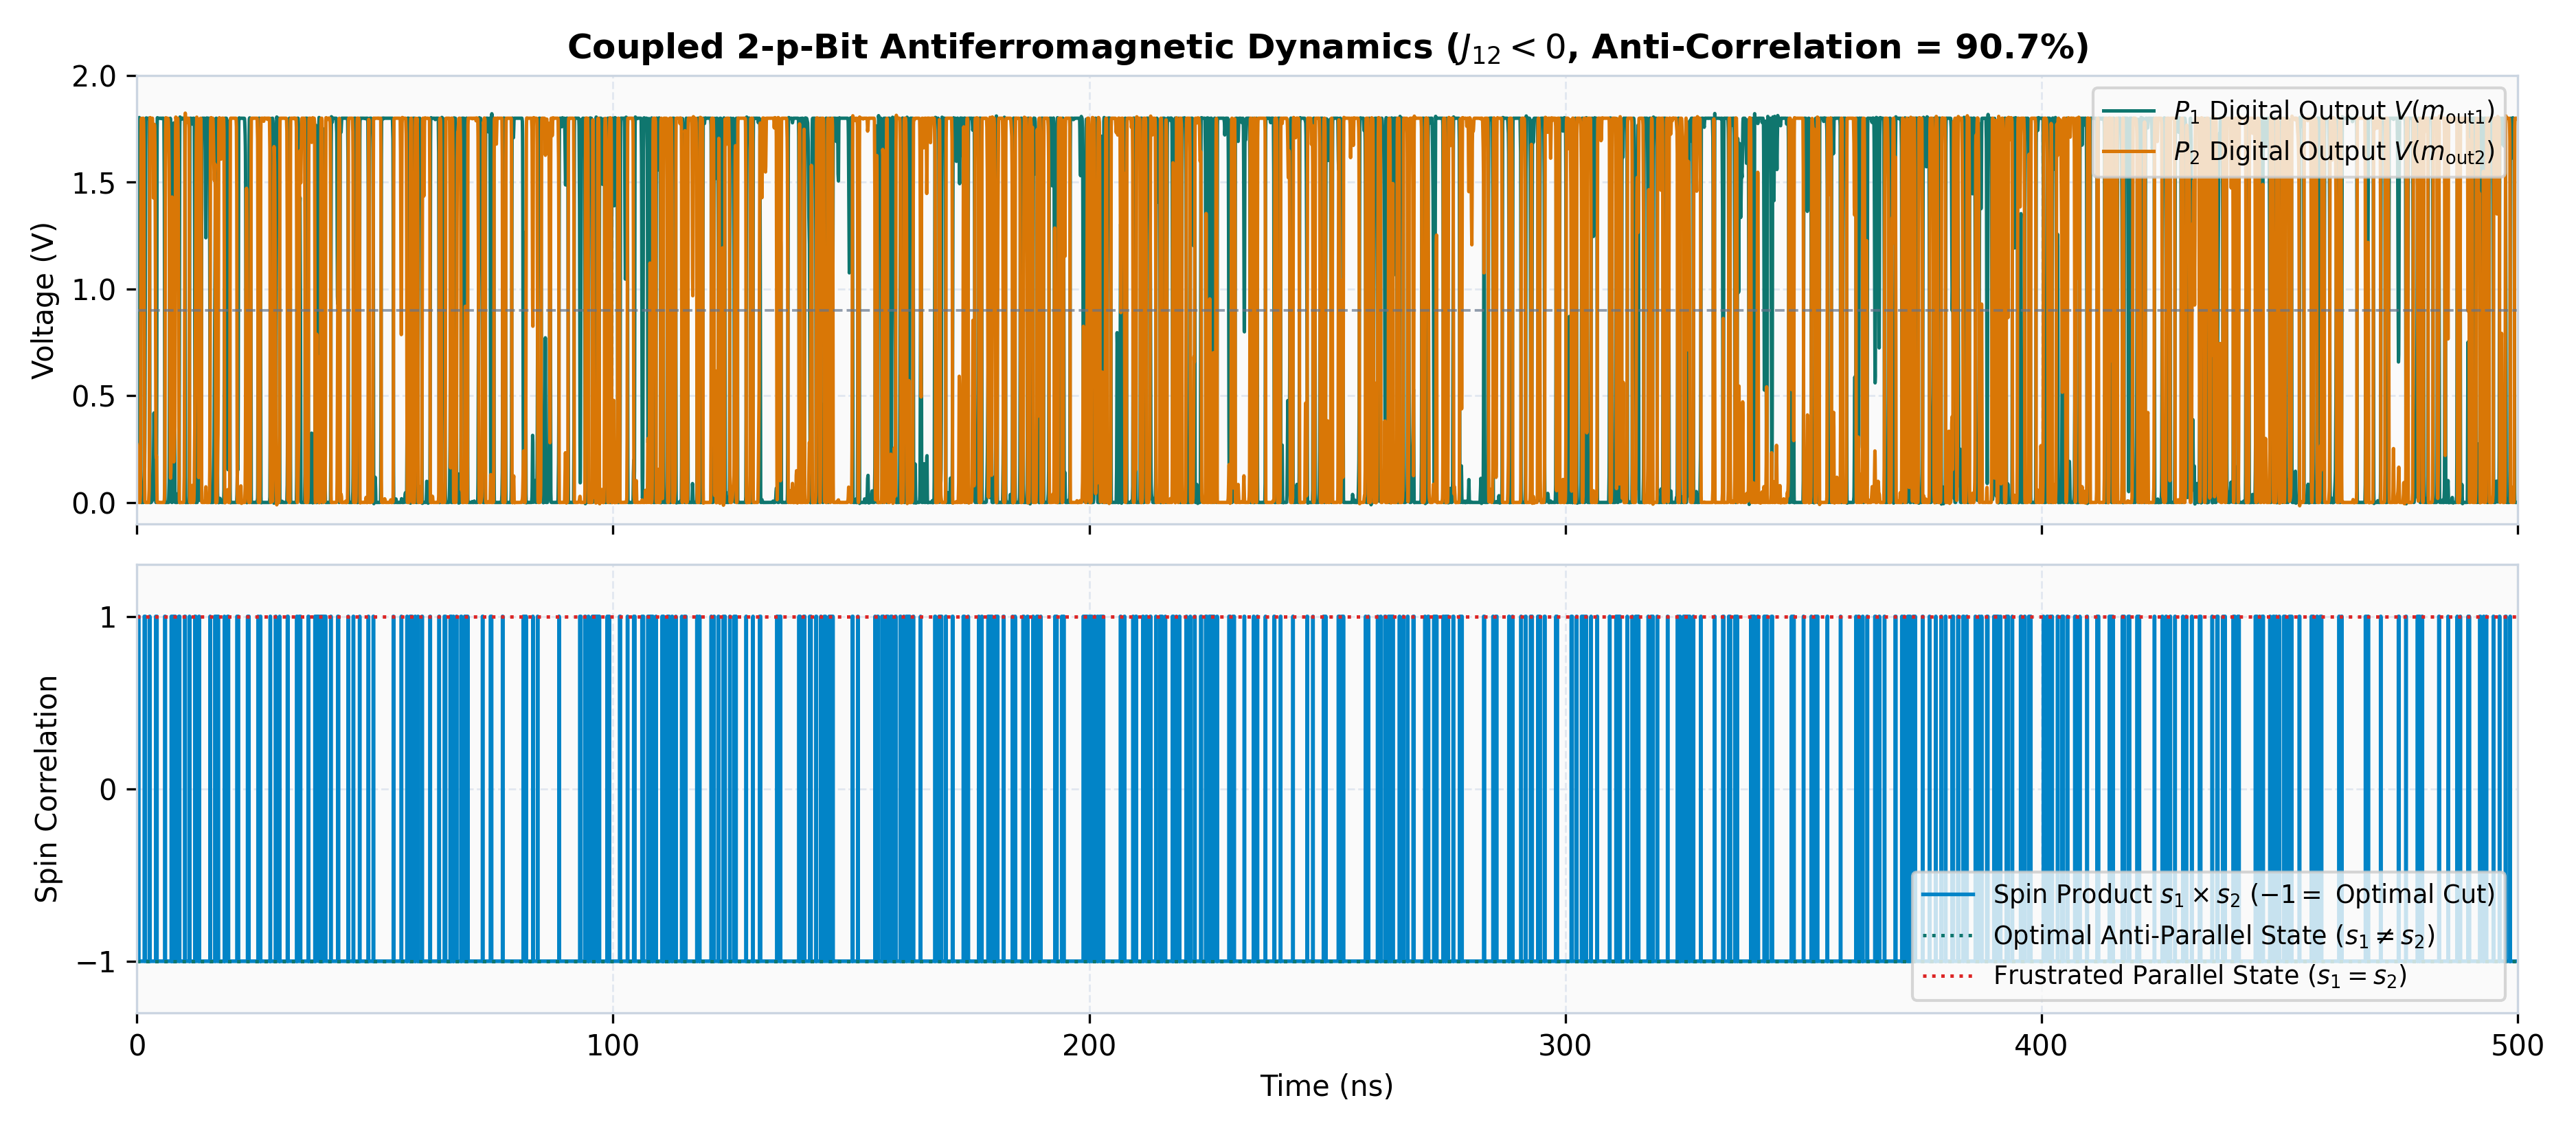 Coupled 2-p-Bit Antiferromagnetic Dynamics (J₁₂ < 0, Anti-Correlation = 90.7%)
2.0
1.5
1.0
0.5
0.0
Voltage (V)
P₁ Digital Output V(m_out1)
P₂ Digital Output V(m_out2)
1
0
−1
Spin Correlation
Spin Product s₁ × s₂ (−1 = Optimal Cut)
Optimal Anti-Parallel State (s₁ ≠ s₂)
Frustrated Parallel State (s₁ = s₂)
0 100 200 300 400 500
Time (ns)